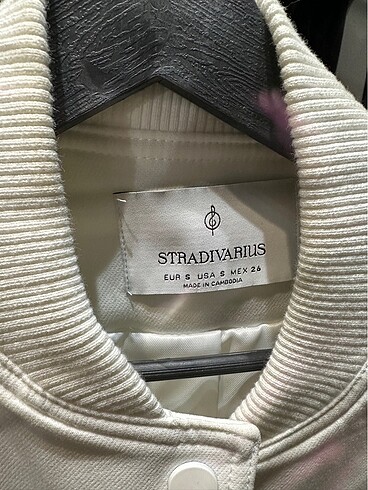 STRADIVARIUS
EUR S USA S MEX 26
MADE IN CAMBODIA